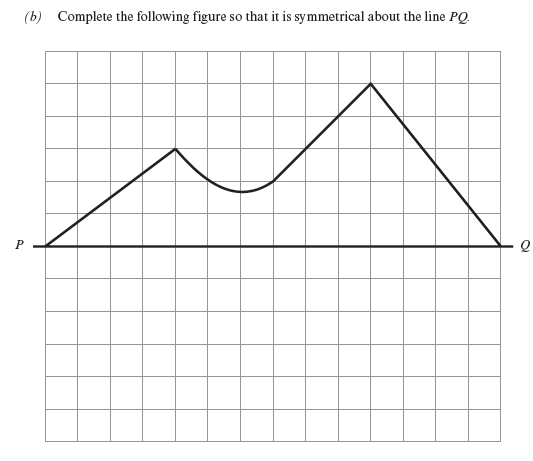 (b) Complete the following figure so that it is symmetrical about the line PQ.
P
Q